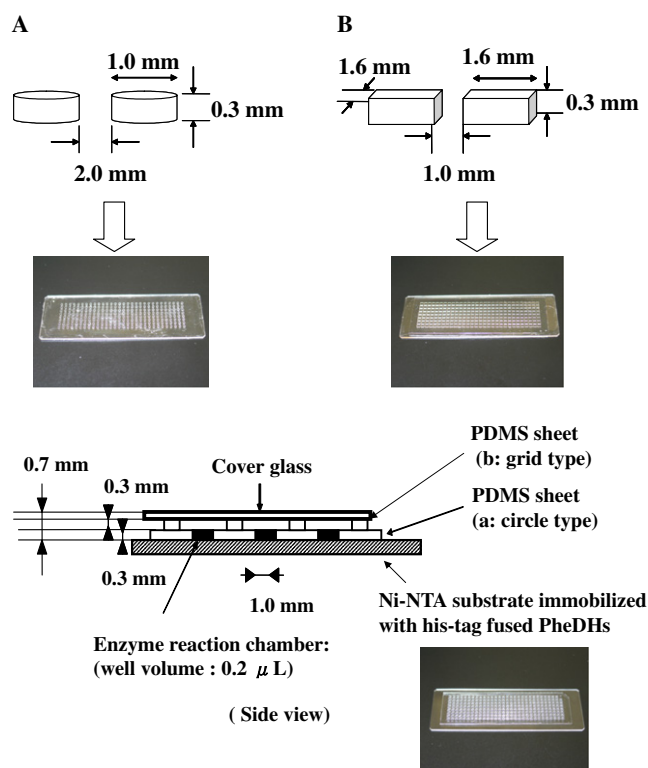 A
1.0 mm
0.3 mm
2.0 mm
B
1.6 mm
1.6 mm
0.3 mm
1.0 mm
0.7 mm
0.3 mm
Cover glass
PDMS sheet
(b: grid type)
PDMS sheet
(a: circle type)
0.3 mm
1.0 mm
Ni-NTA substrate immobilized
with his-tag fused PheDHs
Enzyme reaction chamber:
(well volume : 0.2 μL)
( Side view)